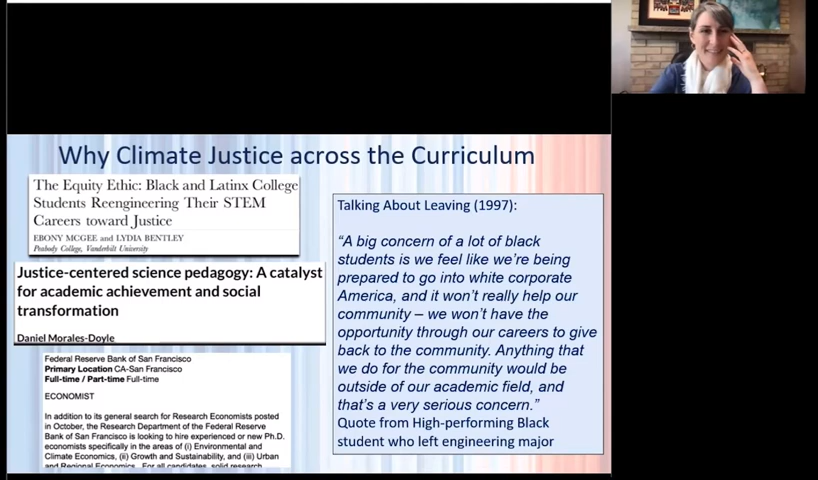 Why Climate Justice across the Curriculum
The Equity Ethic: Black and Latinx College
Students Reengineering Their STEM
Careers toward Justice
EBONY MCGEE and LYDIA BENTLEY
Peabody College, Vanderbilt University
Justice-centered science pedagogy: A catalyst
for academic achievement and social
transformation
Daniel Morales-Doyle
Federal Reserve Bank of San Francisco
Primary Location CA-San Francisco
Full-time / Part-time Full-time
ECONOMIST
In addition to its general search for Research Economists posted
in October, the Research Department of the Federal Reserve
Bank of San Francisco is looking to hire experienced or new Ph.D.
economists specifically in the areas of (i) Environmental and
Climate Economics, (ii) Growth and Sustainability, and (iii) Urban
and Regional Economics. For all candidates, solid research
Talking About Leaving (1997):
“A big concern of a lot of black
students is we feel like we’re being
prepared to go into white corporate
America, and it won’t really help our
community – we won’t have the
opportunity through our careers to give
back to the community. Anything that
we do for the community would be
outside of our academic field, and
that’s a very serious concern.”
Quote from High-performing Black
student who left engineering major